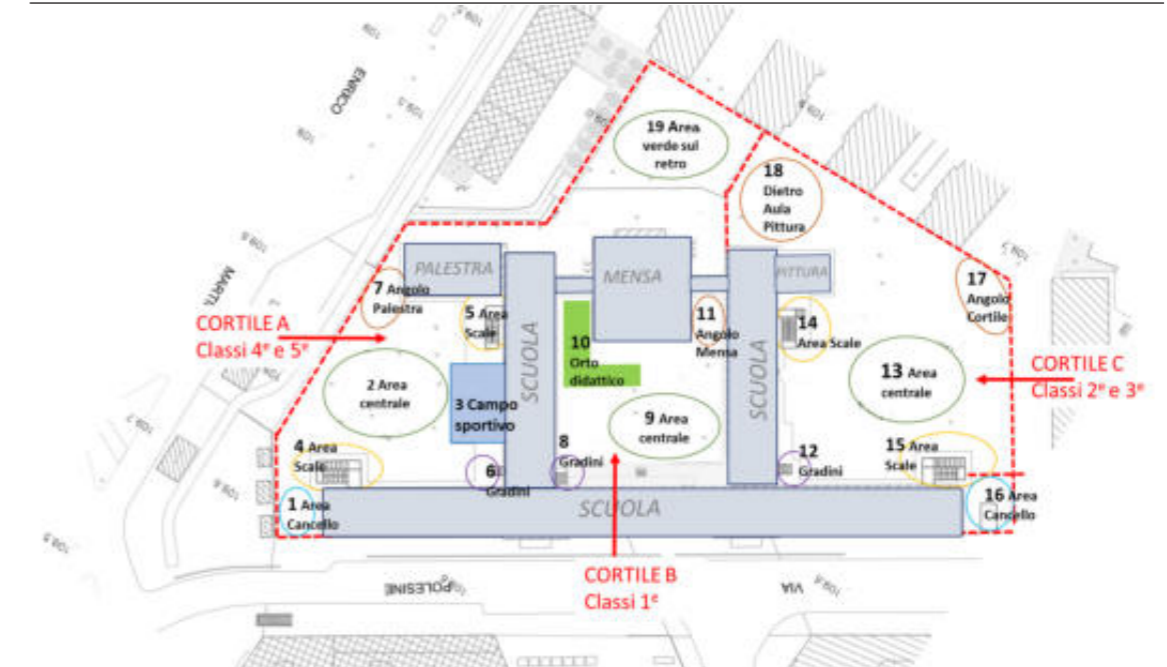 ENRICO
109.5
19 Area
verde sul
retro
18
Dietro
Aula
Pittura
PALESTRA
MENSA
PITTURA
7 Angolo
Palestra
5 Area
Scale
11
Angolo
Mensa
14
Area Scale
17
Angolo
Cortile
CORTILE A
Classi 4ᵉ e 5ᵉ
10
Orto
didattico
SCUOLA
SCUOLA
2 Area
centrale
3 Campo
sportivo
9 Area
centrale
13 Area
centrale
CORTILE C
Classi 2ᵉ e 3ᵉ
4 Area
Scale
6
Gradini
8
Gradini
12
Gradini
15 Area
Scale
1 Area
Cancello
SCUOLA
16 Area
Cancello
CORTILE B
Classi 1ᵉ
POLESINE
VIA